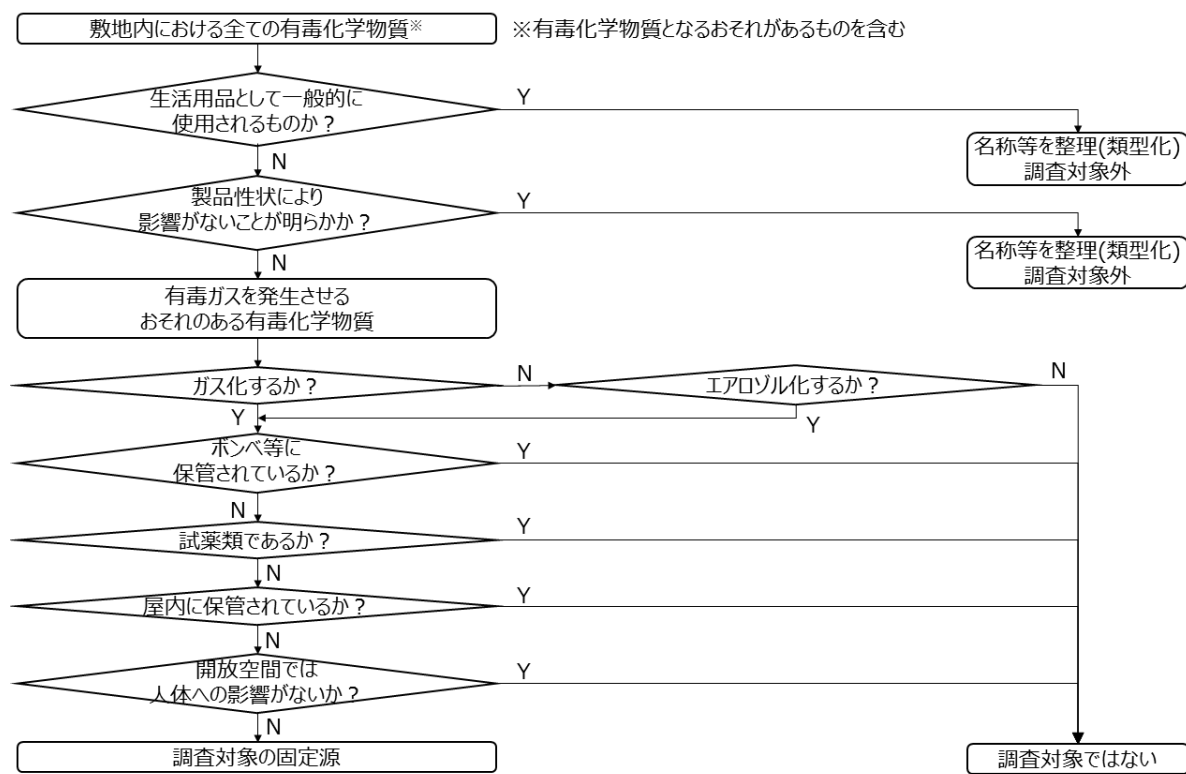 敷地内における全ての有毒化学物質※
※有毒化学物質となるおそれがあるものを含む
生活用品として一般的に
使用されるものか？
Y
名称等を整理(類型化)
調査対象外
N
製品性状により
影響がないことが明らかか？
Y
名称等を整理(類型化)
調査対象外
N
有毒ガスを発生させる
おそれのある有毒化学物質
ガス化するか？
N
エアロゾル化するか？
N
Y
Y
ボンベ等に
保管されているか？
Y
N
試薬類であるか？
Y
N
屋内に保管されているか？
Y
N
開放空間では
人体への影響がないか？
Y
N
調査対象の固定源
調査対象ではない